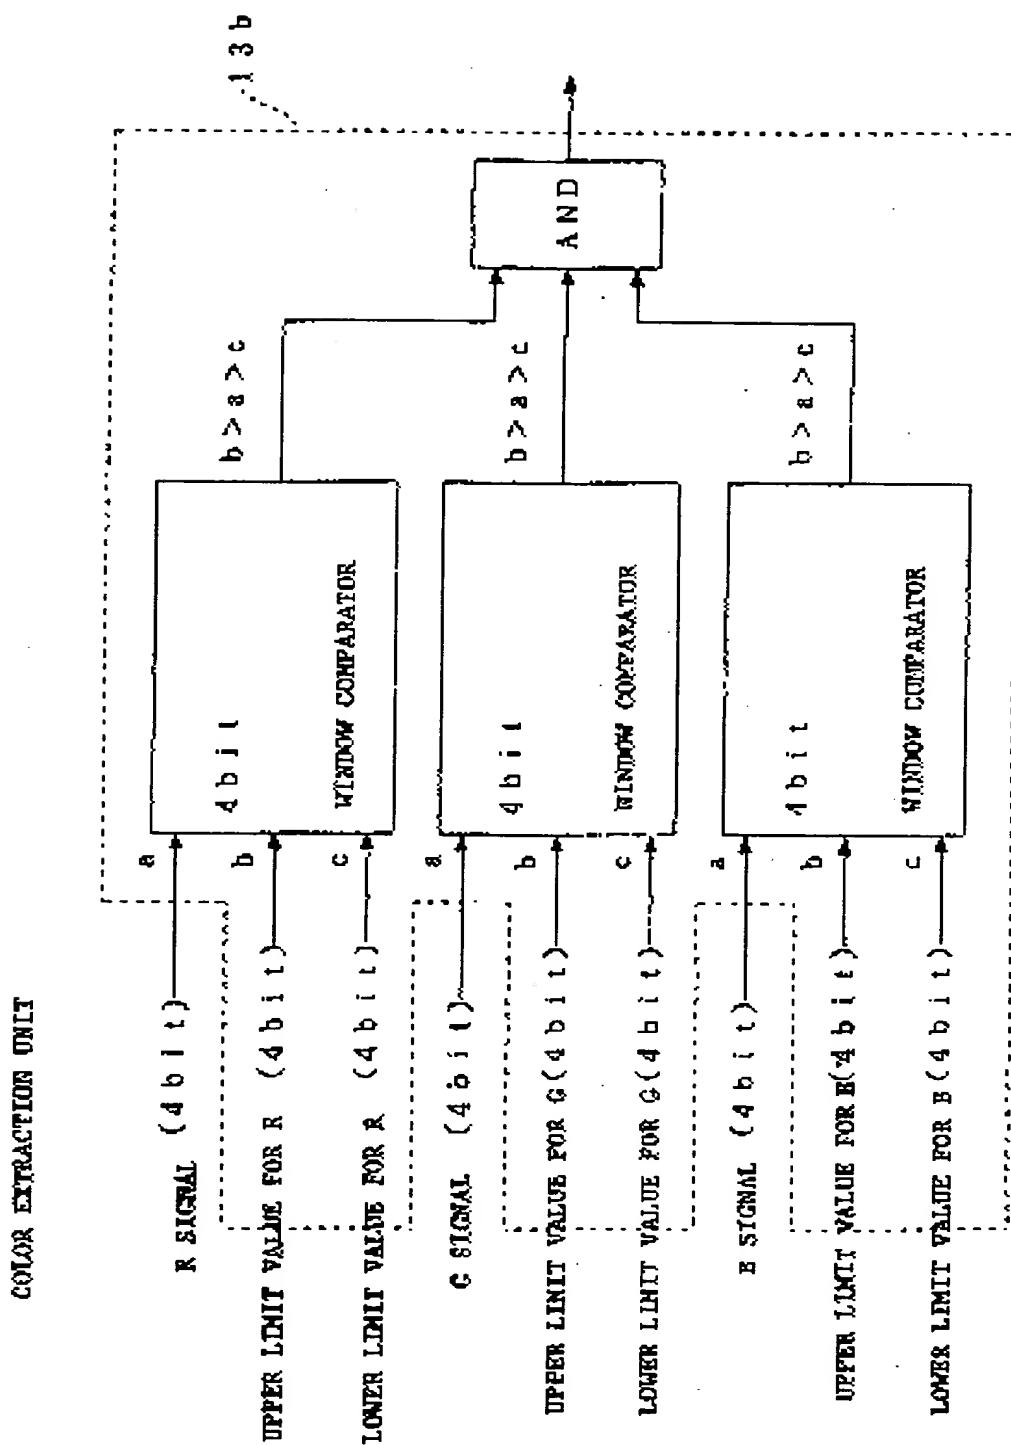 COLOR EXTRACTION UNIT
13b
R SIGNAL (4bit)
a
UPPER LIMIT VALUE FOR R (4bit)
b
LOWER LIMIT VALUE FOR R (4bit)
c
4bit
WINDOW COMPARATOR
b>a>c
G SIGNAL (4bit)
a
UPPER LIMIT VALUE FOR G(4bit)
b
LOWER LIMIT VALUE FOR G(4bit)
c
4bit
WINDOW COMPARATOR
b>a>c
B SIGNAL (4bit)
a
UPPER LIMIT VALUE FOR B(4bit)
b
LOWER LIMIT VALUE FOR B(4bit)
c
4bit
WINDOW COMPARATOR
b>a>c
AND